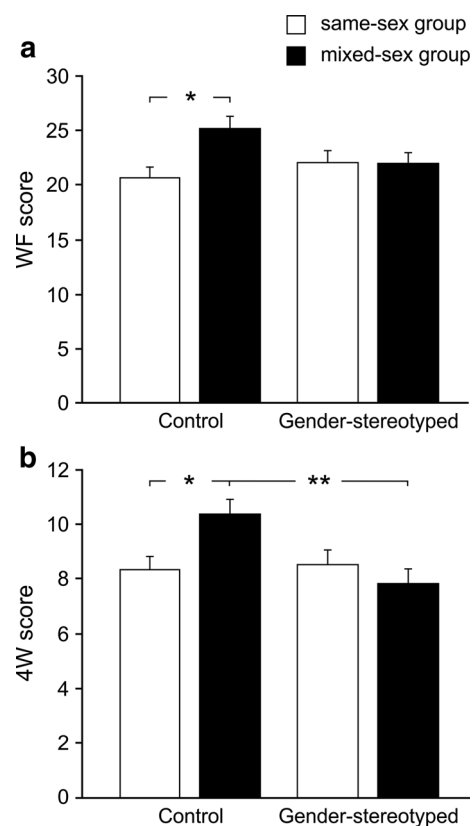 same-sex group
mixed-sex group
a
30
25
20
15
10
5
0
WF score
*
Control
Gender-stereotyped
b
12
10
8
6
4
2
0
4W score
*
**
Control
Gender-stereotyped